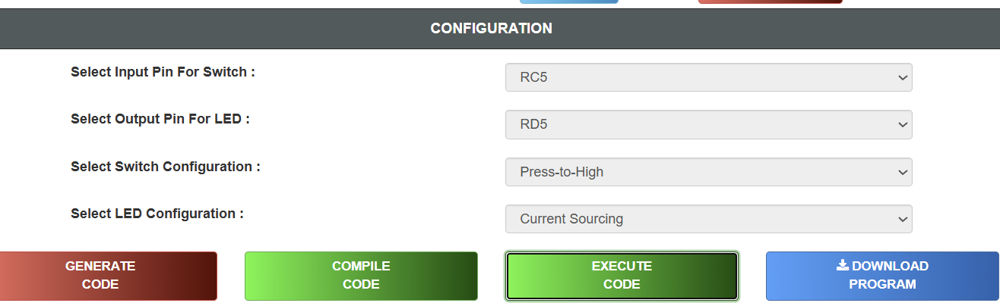 CONFIGURATION
Select Input Pin For Switch :
RC5
Select Output Pin For LED :
RD5
Select Switch Configuration :
Press-to-High
Select LED Configuration :
Current Sourcing
GENERATE
CODE
COMPILE
CODE
EXECUTE
CODE
DOWNLOAD
PROGRAM